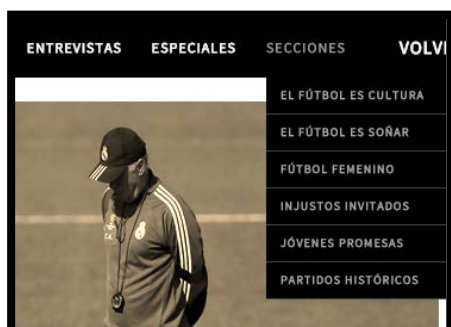 ENTREVISTAS ESPECIALES SECCIONES
EL FÚTBOL ES CULTURA
EL FÚTBOL ES SOÑAR
FÚTBOL FEMENINO
INJUSTOS INVITADOS
JÓVENES PROMESAS
PARTIDOS HISTÓRICOS